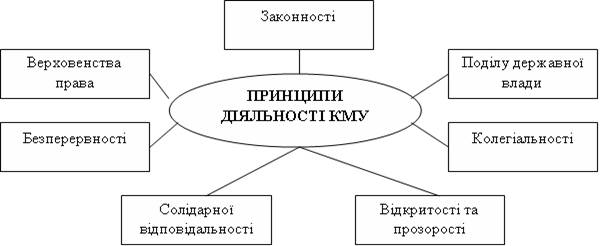 Законності
Верховенства
права
Поділу державної
влади
ПРИНЦИПИ
ДІЯЛЬНОСТІ КМУ
Безперервності
Колегіальності
Солідарної
відповідальності
Відкритості та
прозорості